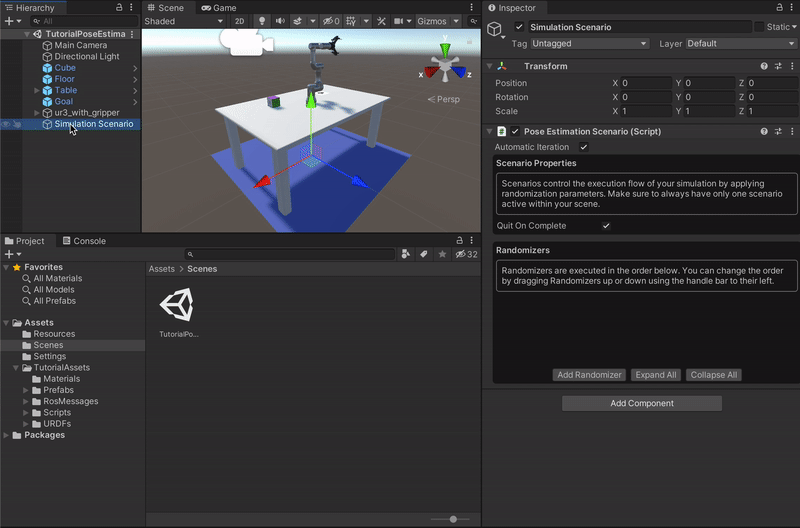 Hierarchy
All
TutorialPoseEstima
Main Camera
Directional Light
Cube
Floor
Table
Goal
ur3_with_gripper
Simulation Scenario
Scene
Game
Shaded
2D
0
Gizmos
y
x
z
Persp
Project
Console
32
Favorites
All Materials
All Models
All Prefabs
Assets
Resources
Scenes
Settings
TutorialAssets
Materials
Prefabs
RosMessages
Scripts
URDFs
Packages
Assets > Scenes
TutorialPo...
Inspector
Simulation Scenario
Static
Tag Untagged Layer Default
Transform
Position X 0 Y 0 Z 0
Rotation X 0 Y 0 Z 0
Scale X 1 Y 1 Z 1
# Pose Estimation Scenario (Script)
Automatic Iteration
Scenario Properties
Scenarios control the execution flow of your simulation by applying
randomization parameters. Make sure to always have only one scenario
active within your scene.
Quit On Complete
Randomizers
Randomizers are executed in the order below. You can change the order
by dragging Randomizers up or down using the handle bar to their left.
Add Randomizer Expand All Collapse All
Add Component